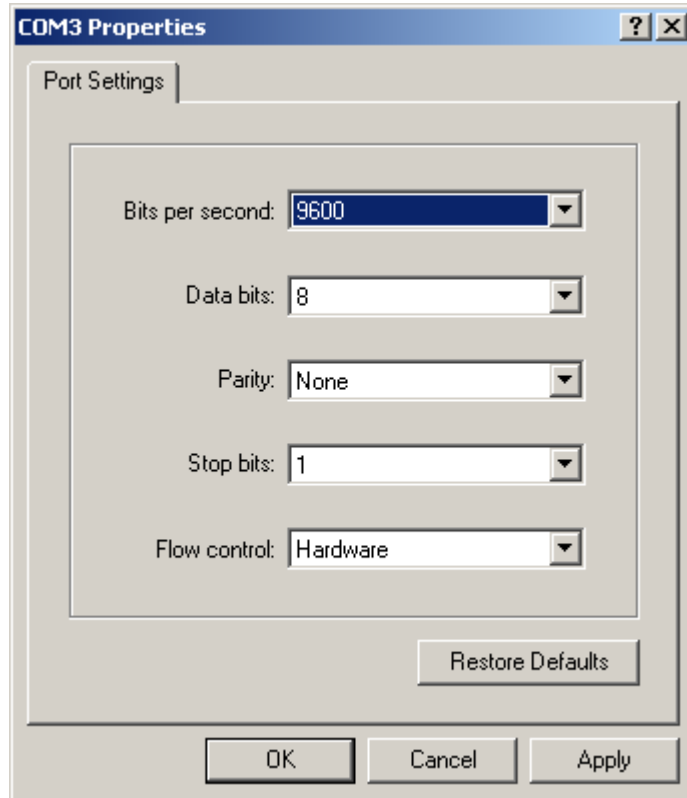 COM3 Properties
Port Settings
Bits per second: 9600
Data bits: 8
Parity: None
Stop bits: 1
Flow control: Hardware
Restore Defaults
OK Cancel Apply